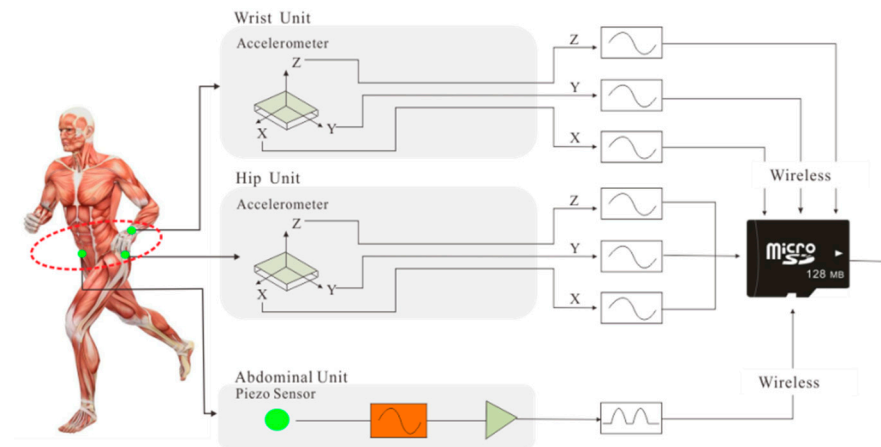 Wrist Unit
Accelerometer
Z
X
Y
Z
Y
X
Wireless
Hip Unit
Accelerometer
Z
X
Y
Z
Y
X
micro
SD
128 MB
Abdominal Unit
Piezo Sensor
Wireless